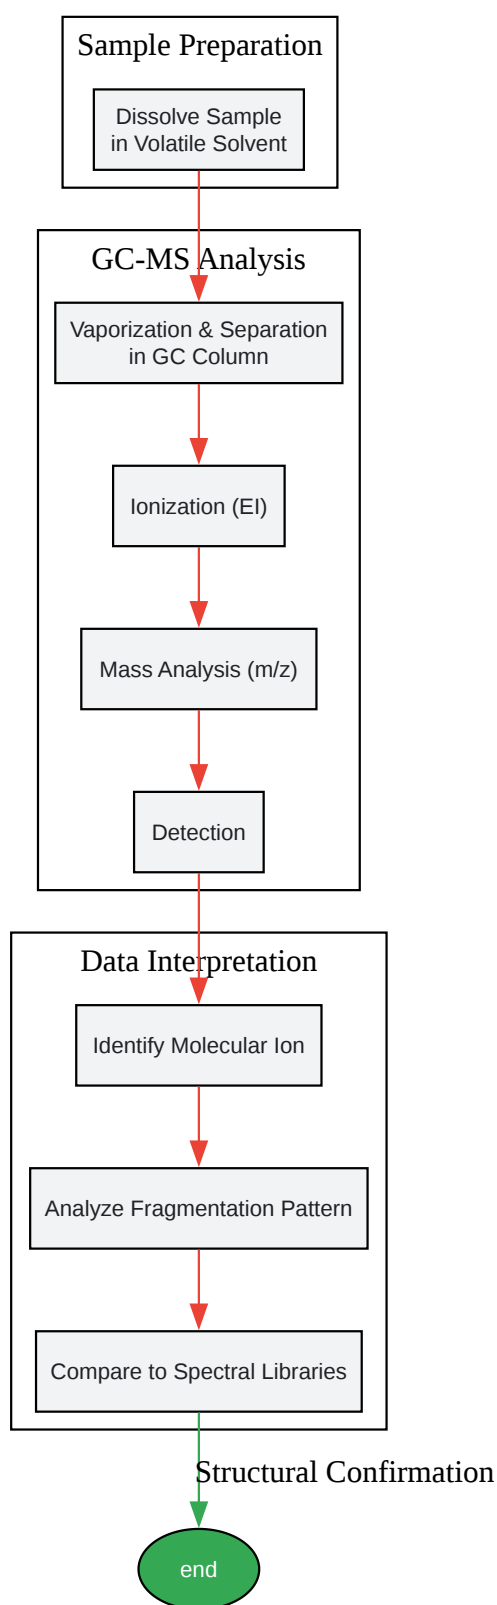 Sample Preparation
Dissolve Sample
in Volatile Solvent
GC-MS Analysis
Vaporization & Separation
in GC Column
Ionization (EI)
Mass Analysis (m/z)
Detection
Data Interpretation
Identify Molecular Ion
Analyze Fragmentation Pattern
Compare to Spectral Libraries
Structural Confirmation
end